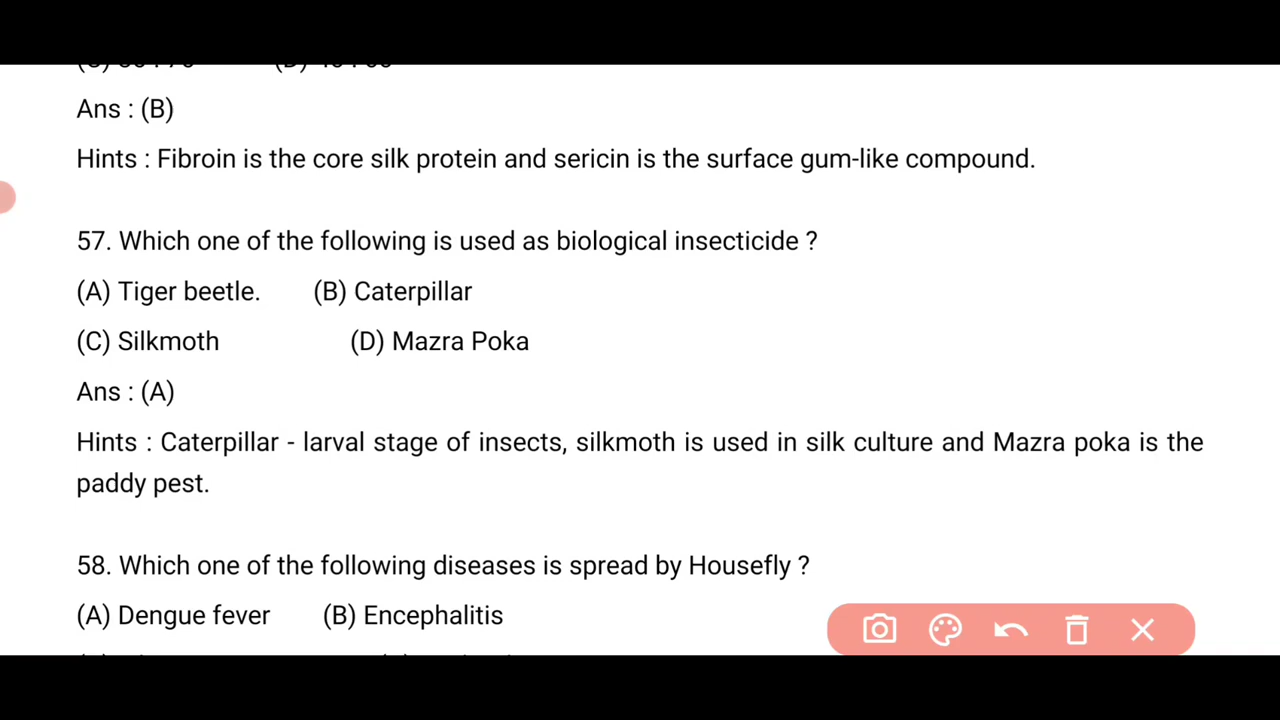 Ans : (B)
Hints : Fibroin is the core silk protein and sericin is the surface gum-like compound.
57. Which one of the following is used as biological insecticide ?
(A) Tiger beetle. (B) Caterpillar
(C) Silkmoth (D) Mazra Poka
Ans : (A)
Hints : Caterpillar - larval stage of insects, silkmoth is used in silk culture and Mazra poka is the
paddy pest.
58. Which one of the following diseases is spread by Housefly ?
(A) Dengue fever (B) Encephalitis